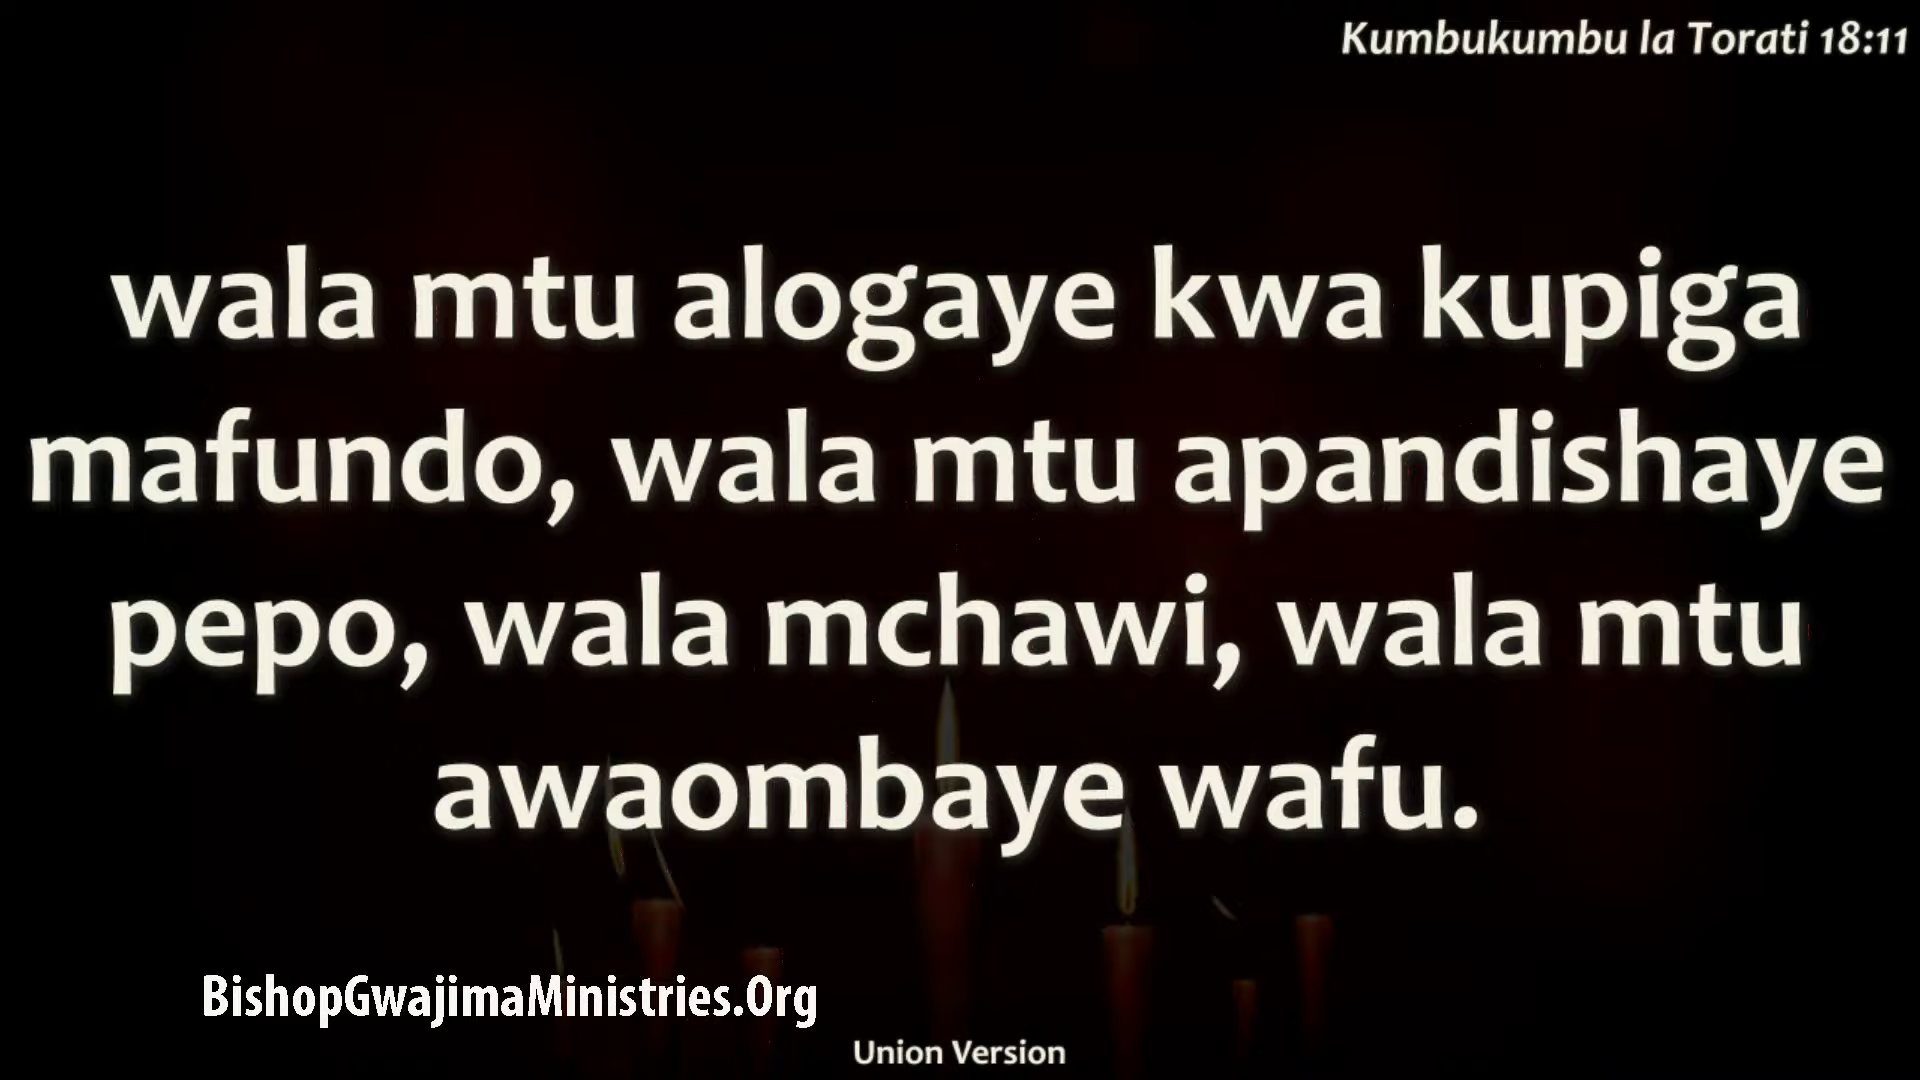 Kumbukumbu la Torati 18:11
wala mtu alogaye kwa kupiga
mafundo, wala mtu apandishaye
pepo, wala mchawi, wala mtu
awaombaye wafu.
BishopGwajimaMinistries.Org
Union Version